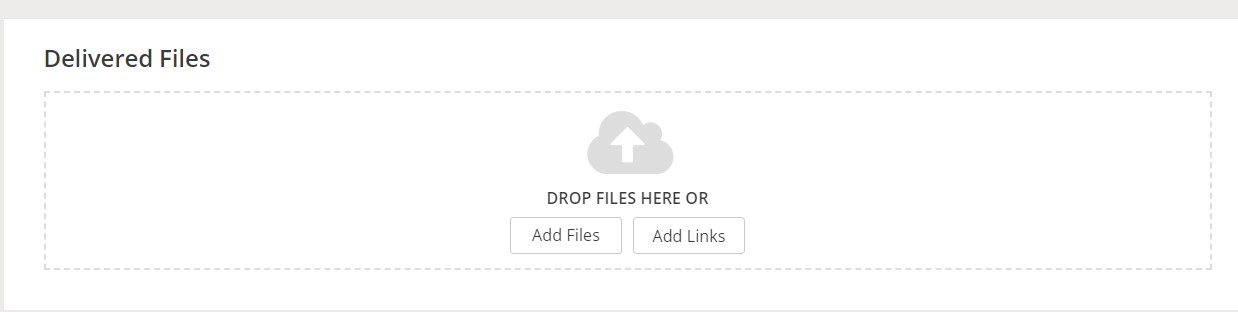 Delivered Files
DROP FILES HERE OR
Add Files
Add Links